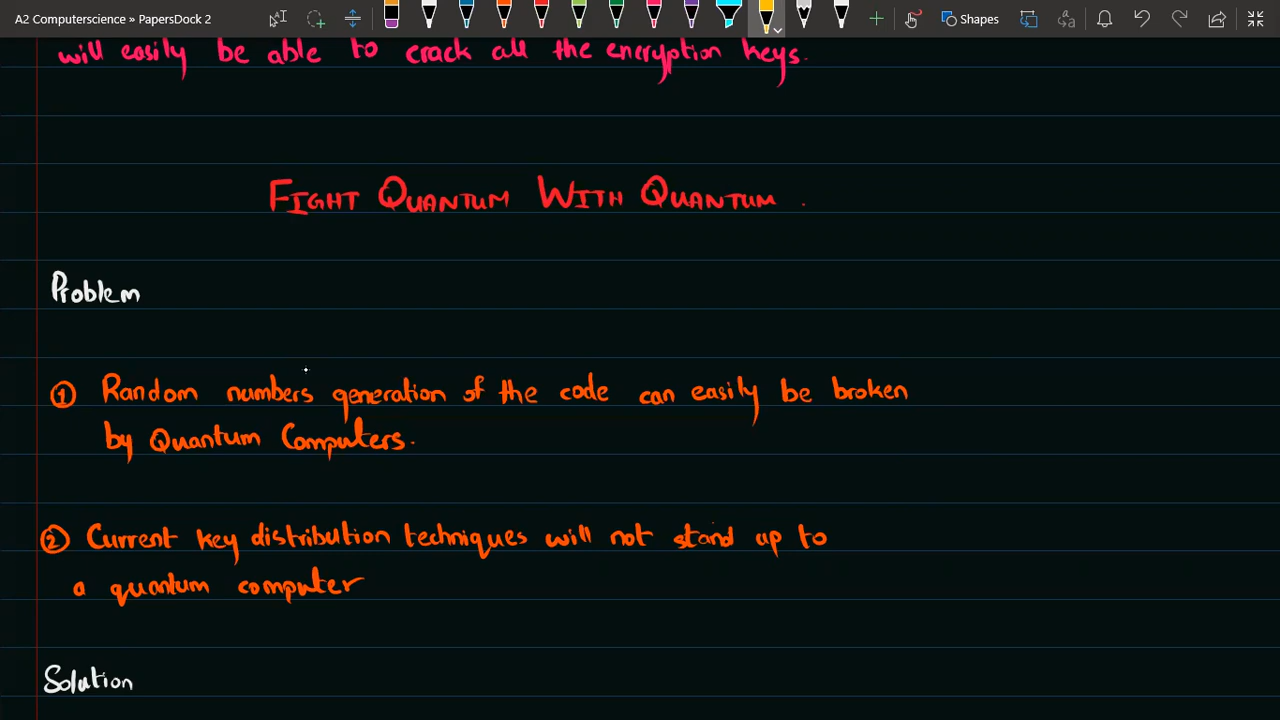 A2 Computerscience » PapersDock 2
Shapes
will easily be able to crack all the encryption keys.
FIGHT QUANTUM WITH QUANTUM .
Problem
① Random numbers generation of the code can easily be broken
by Quantum Computers.
② Current key distribution techniques will not stand up to
a quantum computer
Solution